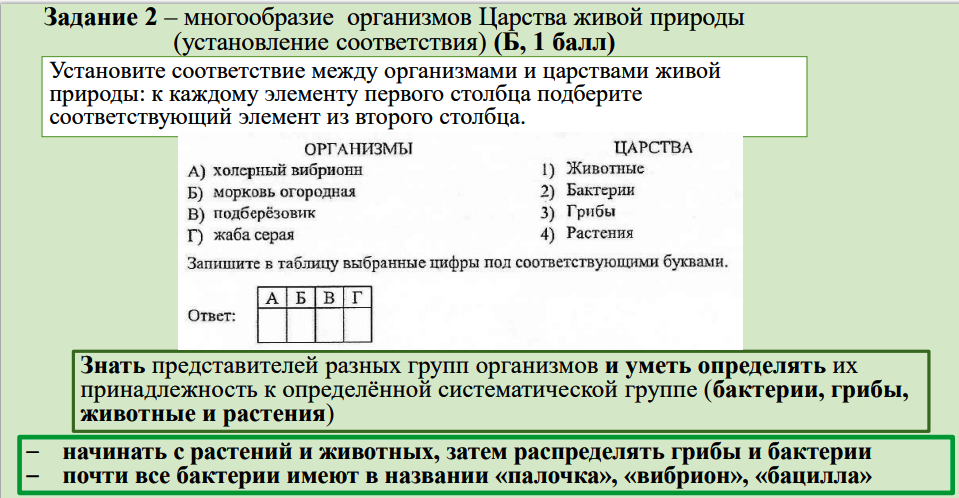 Задание 2 – многообразие организмов Царства живой природы
(установление соответствия) (Б, 1 балл)
Установите соответствие между организмами и царствами живой
природы: к каждому элементу первого столбца подберите
соответствующий элемент из второго столбца.
ОРГАНИЗМЫ ЦАРСТВА
А) холерный вибрионн 1) Животные
Б) морковь огородная 2) Бактерии
В) подберёзовик 3) Грибы
Г) жаба серая 4) Растения
Запишите в таблицу выбранные цифры под соответствующими буквами.
А Б В Г
Ответ:
Знать представителей разных групп организмов и уметь определять их
принадлежность к определённой систематической группе (бактерии, грибы,
животные и растения)
– начинать с растений и животных, затем распределять грибы и бактерии
– почти все бактерии имеют в названии «палочка», «вибрион», «бацилла»